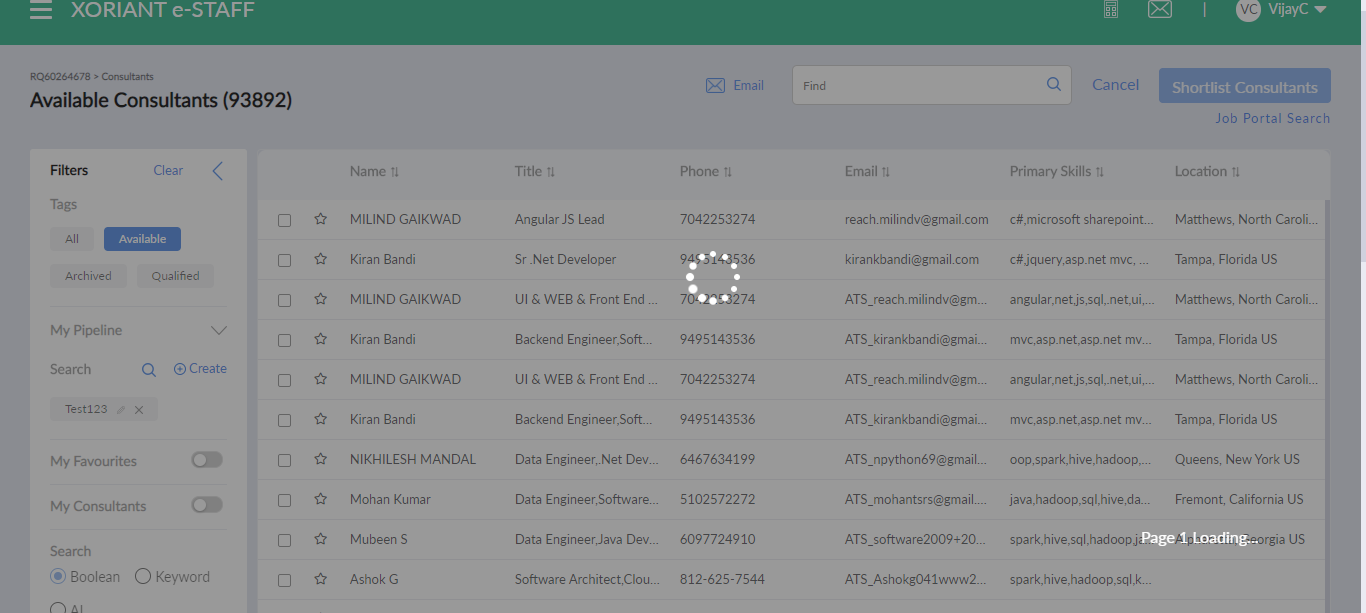 XORIANT e-STAFF
VC VijayC
RQ60264678 > Consultants
Available Consultants (93892)
Email
Find
Cancel
Shortlist Consultants
Job Portal Search
Filters Clear
Tags
All Available
Archived Qualified
My Pipeline
Search Create
Test123
My Favourites
My Consultants
Search
Boolean Keyword
AI
Name Title Phone Email Primary Skills Location
MILIND GAIKWAD Angular JS Lead 7042253274 reach.milindv@gmail.com c#,microsoft sharepoint... Matthews, North Caroli...
Kiran Bandi Sr .Net Developer 9495143536 kirankbandi@gmail.com c#,jquery,asp.net mvc, ... Tampa, Florida US
MILIND GAIKWAD UI & WEB & Front End ... 7042253274 ATS_reach.milindv@gm... angular,net,js,sql,.net,ui,... Matthews, North Caroli...
Kiran Bandi Backend Engineer,Soft... 9495143536 ATS_kirankbandi@gmai... mvc,asp.net,asp.net mv... Tampa, Florida US
MILIND GAIKWAD UI & WEB & Front End ... 7042253274 ATS_reach.milindv@gm... angular,net,js,sql,.net,ui,... Matthews, North Caroli...
Kiran Bandi Backend Engineer,Soft... 9495143536 ATS_kirankbandi@gmai... mvc,asp.net,asp.net mv... Tampa, Florida US
NIKHILESH MANDAL Data Engineer,.Net Dev... 6467634199 ATS_npython69@gmail... oop,spark,hive,hadoop,... Queens, New York US
Mohan Kumar Data Engineer,Software... 5102572272 ATS_mohantsrs@gmail.... java,hadoop,sql,hive,da... Fremont, California US
Mubeen S Data Engineer,Java Dev... 6097724910 ATS_software2009+20... spark,hive,sql,hadoop,j... Georgia US
Page 1 Loading...
Ashok G Software Architect,Clou... 812-625-7544 ATS_Ashokg041www2... spark,hive,hadoop,sql,k...